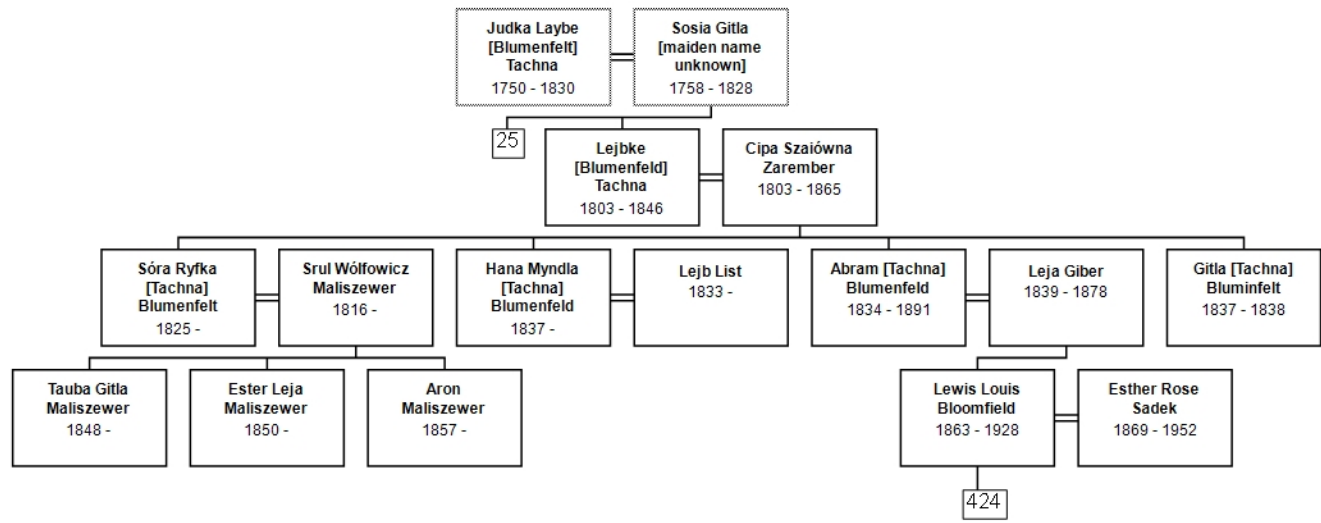 Judka Laybe
[Blumenfelt]
Tachna
1750 - 1830
Sosia Gitla
[maiden name
unknown]
1758 - 1828
25
Lejbke
[Blumenfeld]
Tachna
1803 - 1846
Cipa Szaiówna
Zarember
1803 - 1865
Sóra Ryfka
[Tachna]
Blumenfelt
1825 -
Srul Wólfowicz
Maliszewer
1816 -
Hana Myndla
[Tachna]
Blumenfeld
1837 -
Lejb List
1833 -
Abram [Tachna]
Blumenfeld
1834 - 1891
Leja Giber
1839 - 1878
Gitla [Tachna]
Bluminfelt
1837 - 1838
Tauba Gitla
Maliszewer
1848 -
Ester Leja
Maliszewer
1850 -
Aron
Maliszewer
1857 -
Lewis Louis
Bloomfield
1863 - 1928
Esther Rose
Sadek
1869 - 1952
424